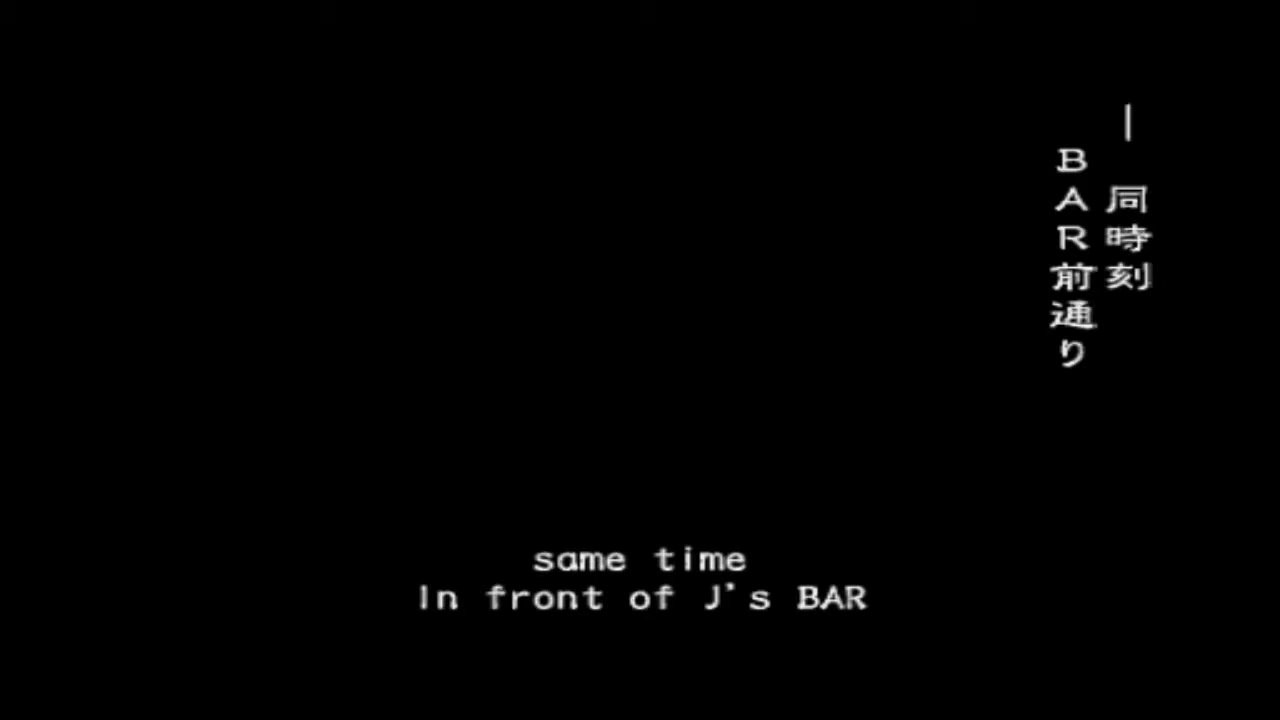 ― 同時刻
BAR前通り
same time
In front of J's BAR